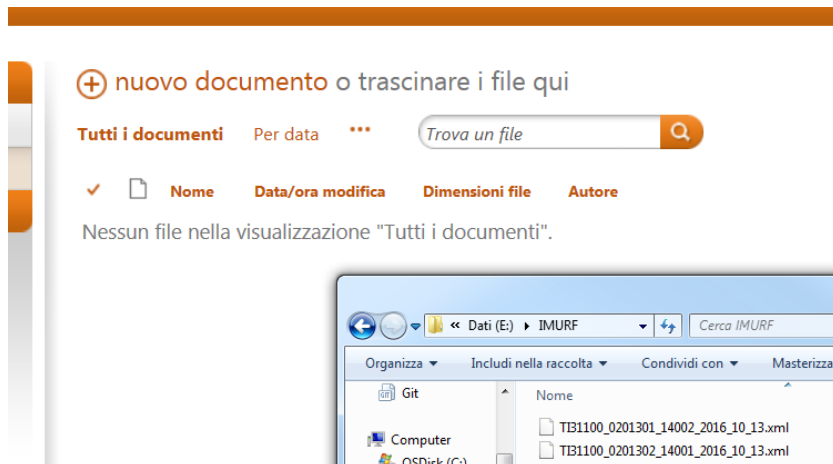 nuovo documento o trascinare i file qui
Tutti i documenti Per data ••• Trova un file
Nome Data/ora modifica Dimensioni file Autore
Nessun file nella visualizzazione "Tutti i documenti".
« Dati (E:) IMURF Cerca IMURF
Organizza Includi nella raccolta Condividi con Masterizza
Git Nome
TI31100_0201301_14002_2016_10_13.xml
Computer
TI31100_0201302_14001_2016_10_13.xml
OSDisk (C:)